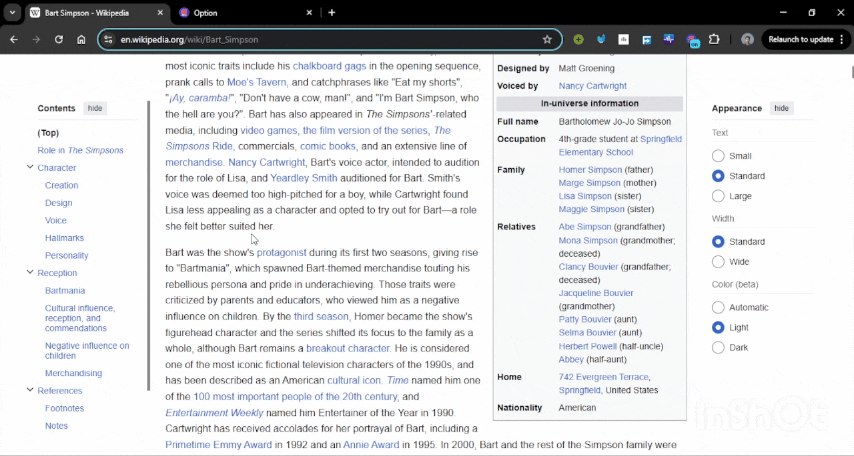 Bart Simpson - Wikipedia
Option
en.wikipedia.org/wiki/Bart_Simpson
Relaunch to update
Contents hide
(Top)
Role in The Simpsons
Character
Creation
Design
Voice
Hallmarks
Personality
Reception
Bartmania
Cultural influence,
reception, and
commendations
Negative influence on
children
Merchandising
References
Footnotes
Notes
most iconic traits include his chalkboard gags in the opening sequence,
prank calls to Moe's Tavern, and catchphrases like "Eat my shorts",
"¡Ay, caramba!", "Don't have a cow, man!", and "I'm Bart Simpson, who
the hell are you?". Bart has also appeared in The Simpsons'-related
media, including video games, the film version of the series, The
Simpsons Ride, commercials, comic books, and an extensive line of
merchandise. Nancy Cartwright, Bart's voice actor, intended to audition
for the role of Lisa, and Yeardley Smith auditioned for Bart. Smith's
voice was deemed too high-pitched for a boy, while Cartwright found
Lisa less appealing as a character and opted to try out for Bart—a role
she felt better suited her.
Bart was the show's protagonist during its first two seasons, giving rise
to "Bartmania", which spawned Bart-themed merchandise touting his
rebellious persona and pride in underachieving. Those traits were
criticized by parents and educators, who viewed him as a negative
influence on children. By the third season, Homer became the show's
figurehead character and the series shifted its focus to the family as a
whole, although Bart remains a breakout character. He is considered
one of the most iconic fictional television characters of the 1990s, and
has been described as an American cultural icon. Time named him one
of the 100 most important people of the 20th century, and
Entertainment Weekly named him Entertainer of the Year in 1990.
Cartwright has received accolades for her portrayal of Bart, including a
Primetime Emmy Award in 1992 and an Annie Award in 1995. In 2000, Bart and the rest of the Simpson family were
Designed by Matt Groening
Voiced by Nancy Cartwright
In-universe information
Full name Bartholomew Jo-Jo Simpson
Occupation 4th-grade student at Springfield
Elementary School
Family Homer Simpson (father)
Marge Simpson (mother)
Lisa Simpson (sister)
Maggie Simpson (sister)
Relatives Abe Simpson (grandfather)
Mona Simpson (grandmother;
deceased)
Clancy Bouvier (grandfather;
deceased)
Jacqueline Bouvier
(grandmother)
Patty Bouvier (aunt)
Selma Bouvier (aunt)
Herbert Powell (half-uncle)
Abbey (half-aunt)
Home 742 Evergreen Terrace,
Springfield, United States
Nationality American
Appearance hide
Text
Small
Standard
Large
Width
Standard
Wide
Color (beta)
Automatic
Light
Dark
InShOt